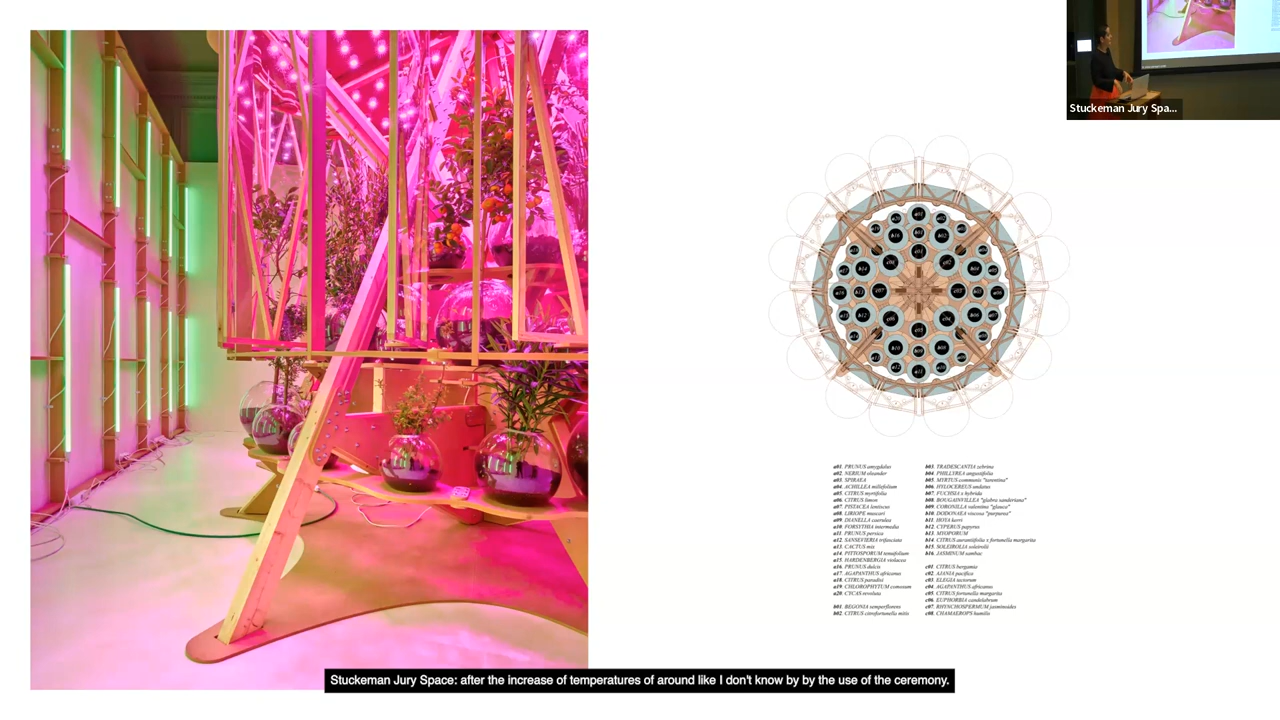 Stuckeman Jury Spa...
a01. PRUNUS amygdalus
a02. NERIUM oleander
a03. SPIRAEA
a04. ACHILLEA millefolium
a05. CITRUS myrtifolia
a06. CITRUS limon
a07. PISTACEA lentiscus
a08. LIRIOPE muscari
a09. DIANELLA caerulea
a10. FORSYTHIA intermedia
a11. PRUNUS persica
a12. SANSEVIERIA trifasciata
a13. CACTUS mix
a14. PITTOSPORUM tenuifolium
a15. HARDENBERGIA violacea
a16. PRUNUS dulcis
a17. AGAPANTHUS africanus
a18. CITRUS paradisi
a19. CHLOROPHYTUM comosum
a20. CYCAS revoluta
b01. BEGONIA semperflorens
b02. CITRUS citrofortunella mitis
b03. TRADESCANTIA zebrina
b04. PHILLYREA angustifolia
b05. MYRTUS communis "tarentina"
b06. HYLOCEREUS undatus
b07. FUCHSIA x hybrida
b08. BOUGAINVILLEA "glabra sanderiana"
b09. CORONILLA valentina "glauca"
b10. DODONAEA viscosa "purpurea"
b11. HOYA kerri
b12. CYPERUS papyrus
b13. MYOPORUM
b14. CITRUS aurantiifolia x fortunella margarita
b15. SOLEIROLIA soleirolii
b16. JASMINUM sambac
c01. CITRUS bergamia
c02. AJANIA pacifica
c03. ELEGIA tectorum
c04. AGAPANTHUS africanus
c05. CITRUS fortunella margarita
c06. EUPHORBIA candelabrum
c07. RHYNCHOSPERMUM jasminoides
c08. CHAMAEROPS humilis
Stuckeman Jury Space: after the increase of temperatures of around like I don't know by by the use of the ceremony.